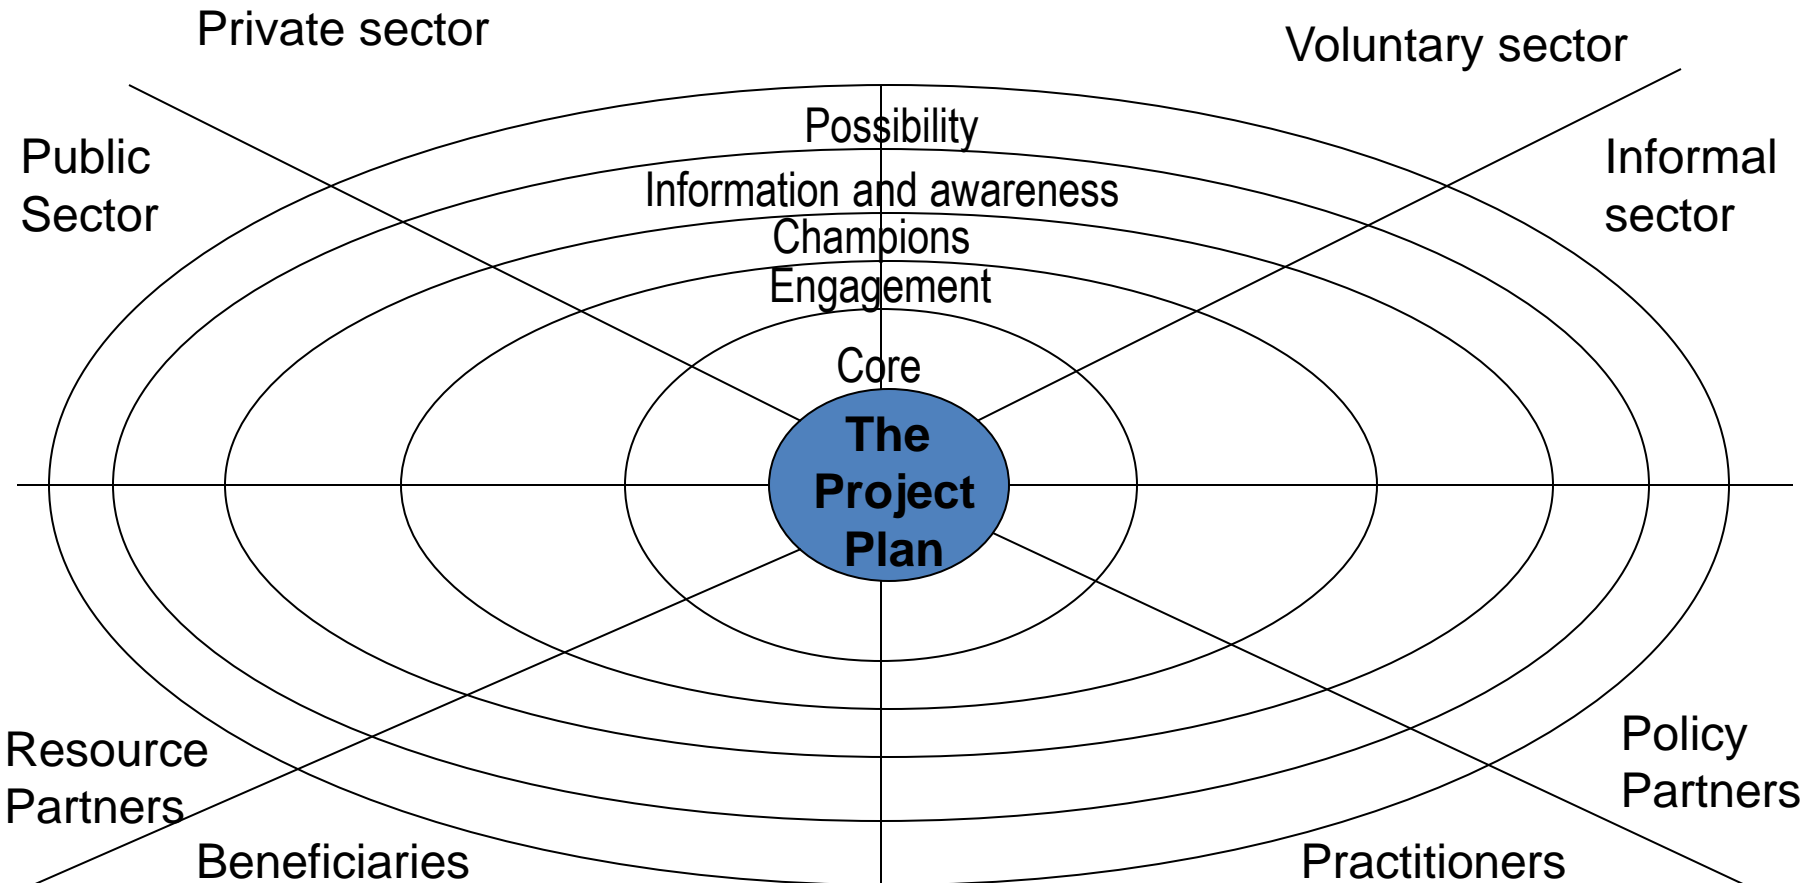 Private sector
Voluntary sector
Public
Sector
Informal
sector
Possibility
Information and awareness
Champions
Engagement
Core
The
Project
Plan
Resource
Partners
Policy
Partners
Beneficiaries
Practitioners